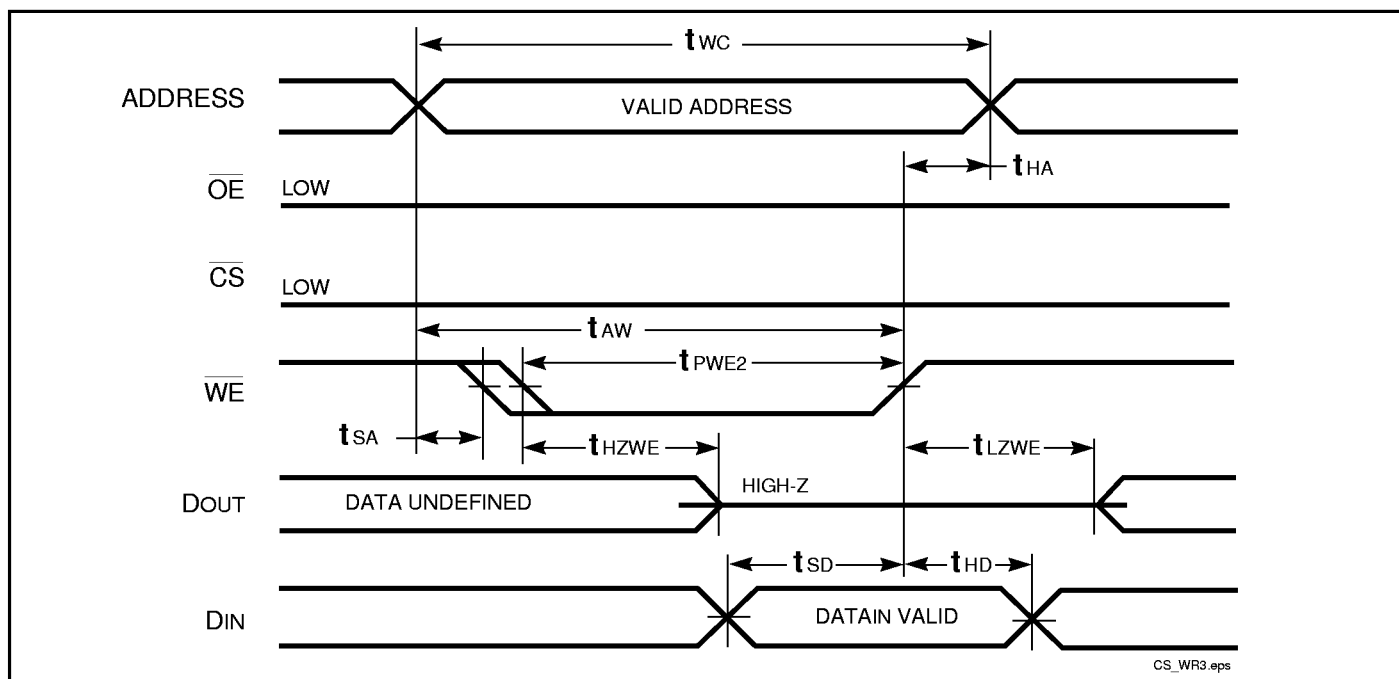 tWC
ADDRESS
VALID ADDRESS
tHA
OE
LOW
CS
LOW
tAW
tPWE2
WE
tSA
tHZWE
tLZWE
HIGH-Z
DOUT
DATA UNDEFINED
tSD
tHD
DIN
DATAIN VALID
CS_WR3.eps